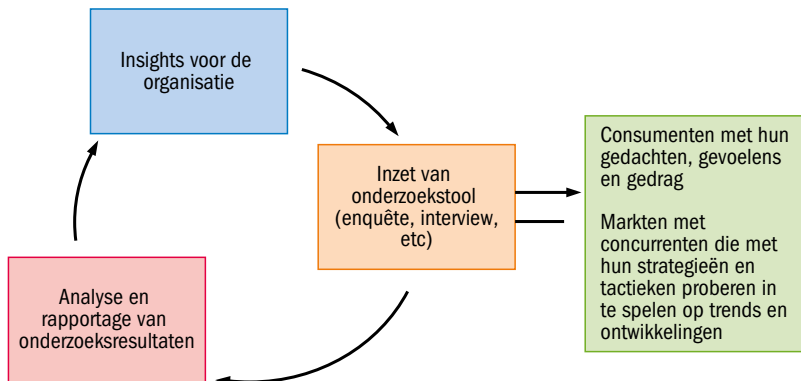 Insights voor de
organisatie
Inzet van
onderzoekstool
(enquête, interview,
etc)
Consumenten met hun
gedachten, gevoelens
en gedrag
Markten met
concurrenten die met
hun strategieën en
tactieken proberen in
te spelen op trends en
ontwikkelingen
Analyse en
rapportage van
onderzoeksresultaten